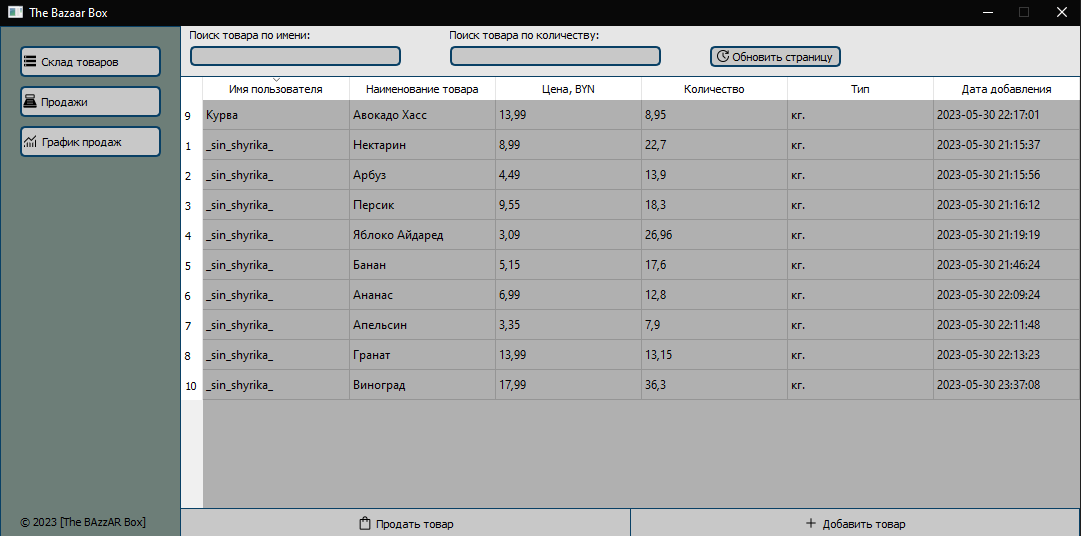 The Bazaar Box
Склад товаров
Продажи
График продаж
© 2023 [The BAzzAR Box]
Поиск товара по имени: Поиск товара по количеству:
Обновить страницу
Имя пользователя Наименование товара Цена, BYN Количество Тип Дата добавления
9 Курва Авокадо Хасс 13,99 8,95 кг. 2023-05-30 22:17:01
1 _sin_shyrika_ Нектарин 8,99 22,7 кг. 2023-05-30 21:15:37
2 _sin_shyrika_ Арбуз 4,49 13,9 кг. 2023-05-30 21:15:56
3 _sin_shyrika_ Персик 9,55 18,3 кг. 2023-05-30 21:16:12
4 _sin_shyrika_ Яблоко Айдаред 3,09 26,96 кг. 2023-05-30 21:19:19
5 _sin_shyrika_ Банан 5,15 17,6 кг. 2023-05-30 21:46:24
6 _sin_shyrika_ Ананас 6,99 12,8 кг. 2023-05-30 22:09:24
7 _sin_shyrika_ Апельсин 3,35 7,9 кг. 2023-05-30 22:11:48
8 _sin_shyrika_ Гранат 13,99 13,15 кг. 2023-05-30 22:13:23
10 _sin_shyrika_ Виноград 17,99 36,3 кг. 2023-05-30 23:37:08
Продать товар Добавить товар